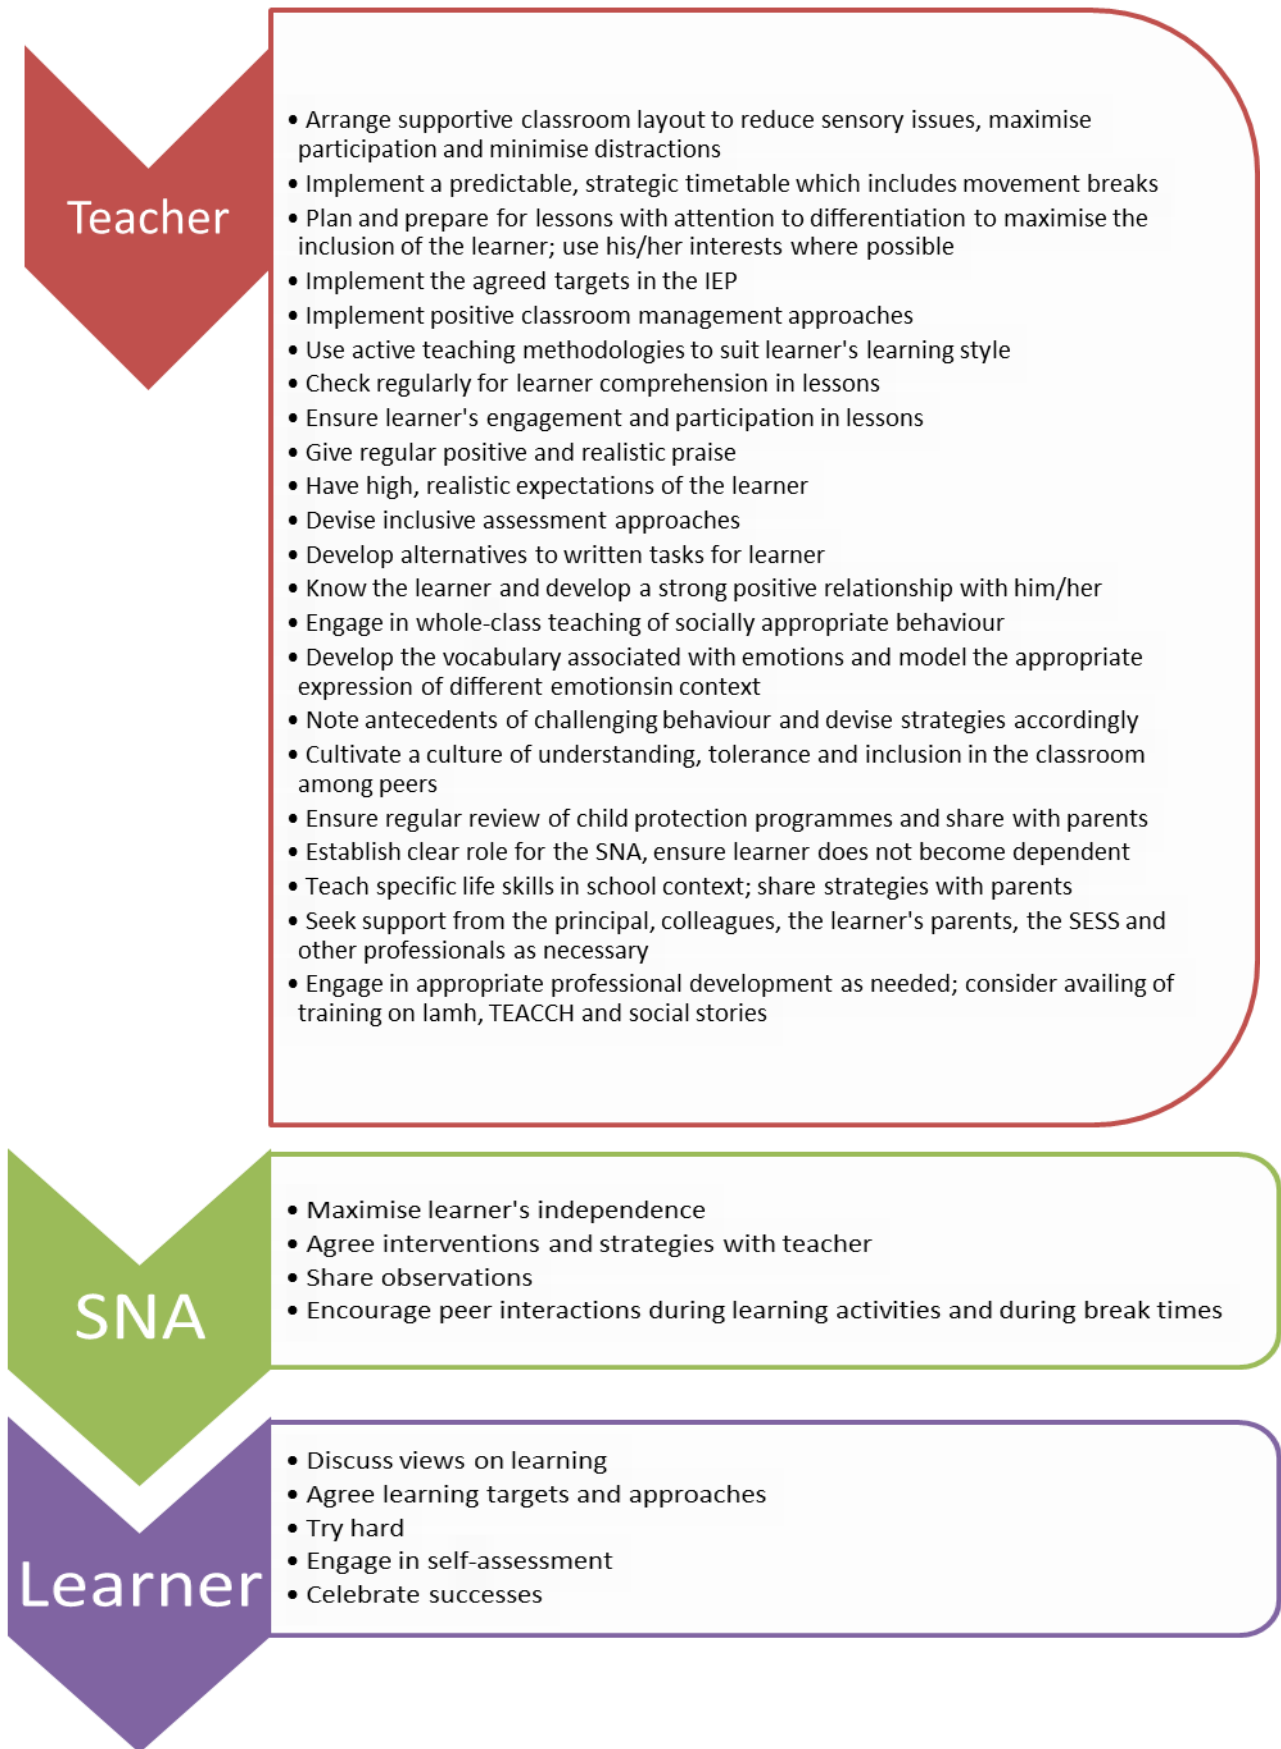 Teacher
• Arrange supportive classroom layout to reduce sensory issues, maximise
participation and minimise distractions
• Implement a predictable, strategic timetable which includes movement breaks
• Plan and prepare for lessons with attention to differentiation to maximise the
inclusion of the learner; use his/her interests where possible
• Implement the agreed targets in the IEP
• Implement positive classroom management approaches
• Use active teaching methodologies to suit learner's learning style
• Check regularly for learner comprehension in lessons
• Ensure learner's engagement and participation in lessons
• Give regular positive and realistic praise
• Have high, realistic expectations of the learner
• Devise inclusive assessment approaches
• Develop alternatives to written tasks for learner
• Know the learner and develop a strong positive relationship with him/her
• Engage in whole-class teaching of socially appropriate behaviour
• Develop the vocabulary associated with emotions and model the appropriate
expression of different emotionsin context
• Note antecedents of challenging behaviour and devise strategies accordingly
• Cultivate a culture of understanding, tolerance and inclusion in the classroom
among peers
• Ensure regular review of child protection programmes and share with parents
• Establish clear role for the SNA, ensure learner does not become dependent
• Teach specific life skills in school context; share strategies with parents
• Seek support from the principal, colleagues, the learner's parents, the SESS and
other professionals as necessary
• Engage in appropriate professional development as needed; consider availing of
training on lamh, TEACCH and social stories
SNA
• Maximise learner's independence
• Agree interventions and strategies with teacher
• Share observations
• Encourage peer interactions during learning activities and during break times
Learner
• Discuss views on learning
• Agree learning targets and approaches
• Try hard
• Engage in self-assessment
• Celebrate successes